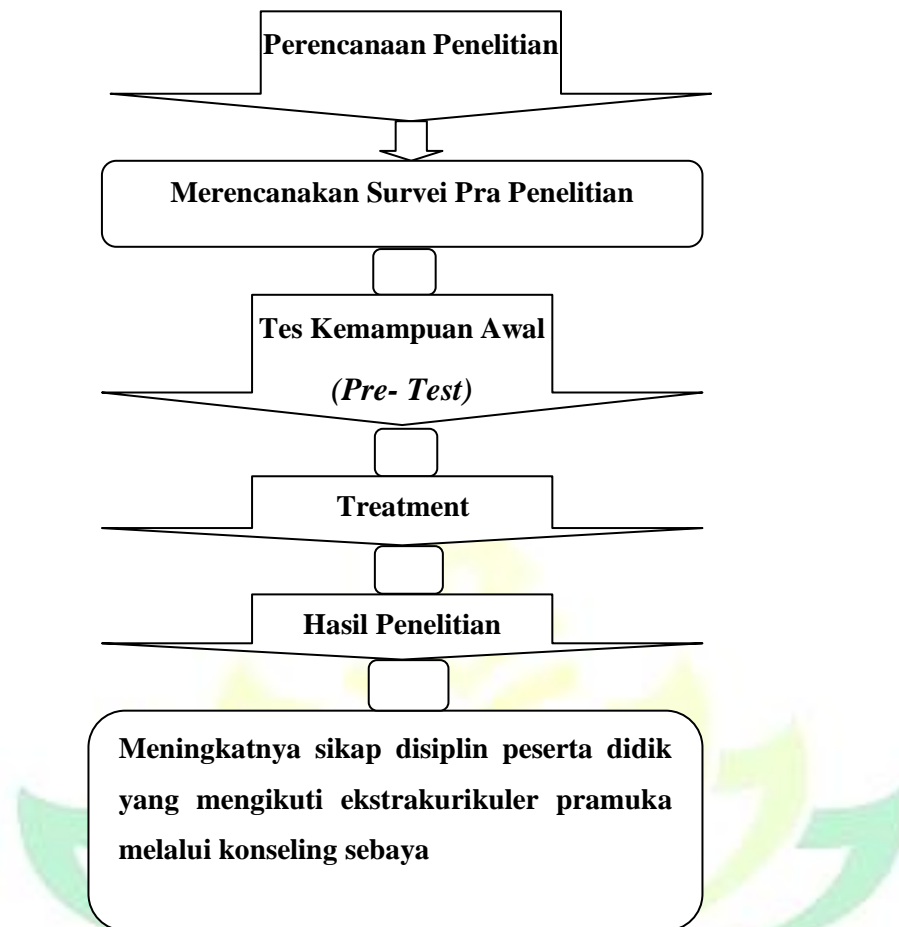 Perencanaan Penelitian
Merencanakan Survei Pra Penelitian
Tes Kemampuan Awal
(Pre- Test)
Treatment
Hasil Penelitian
Meningkatnya sikap disiplin peserta didik
yang mengikuti ekstrakurikuler pramuka
melalui konseling sebaya